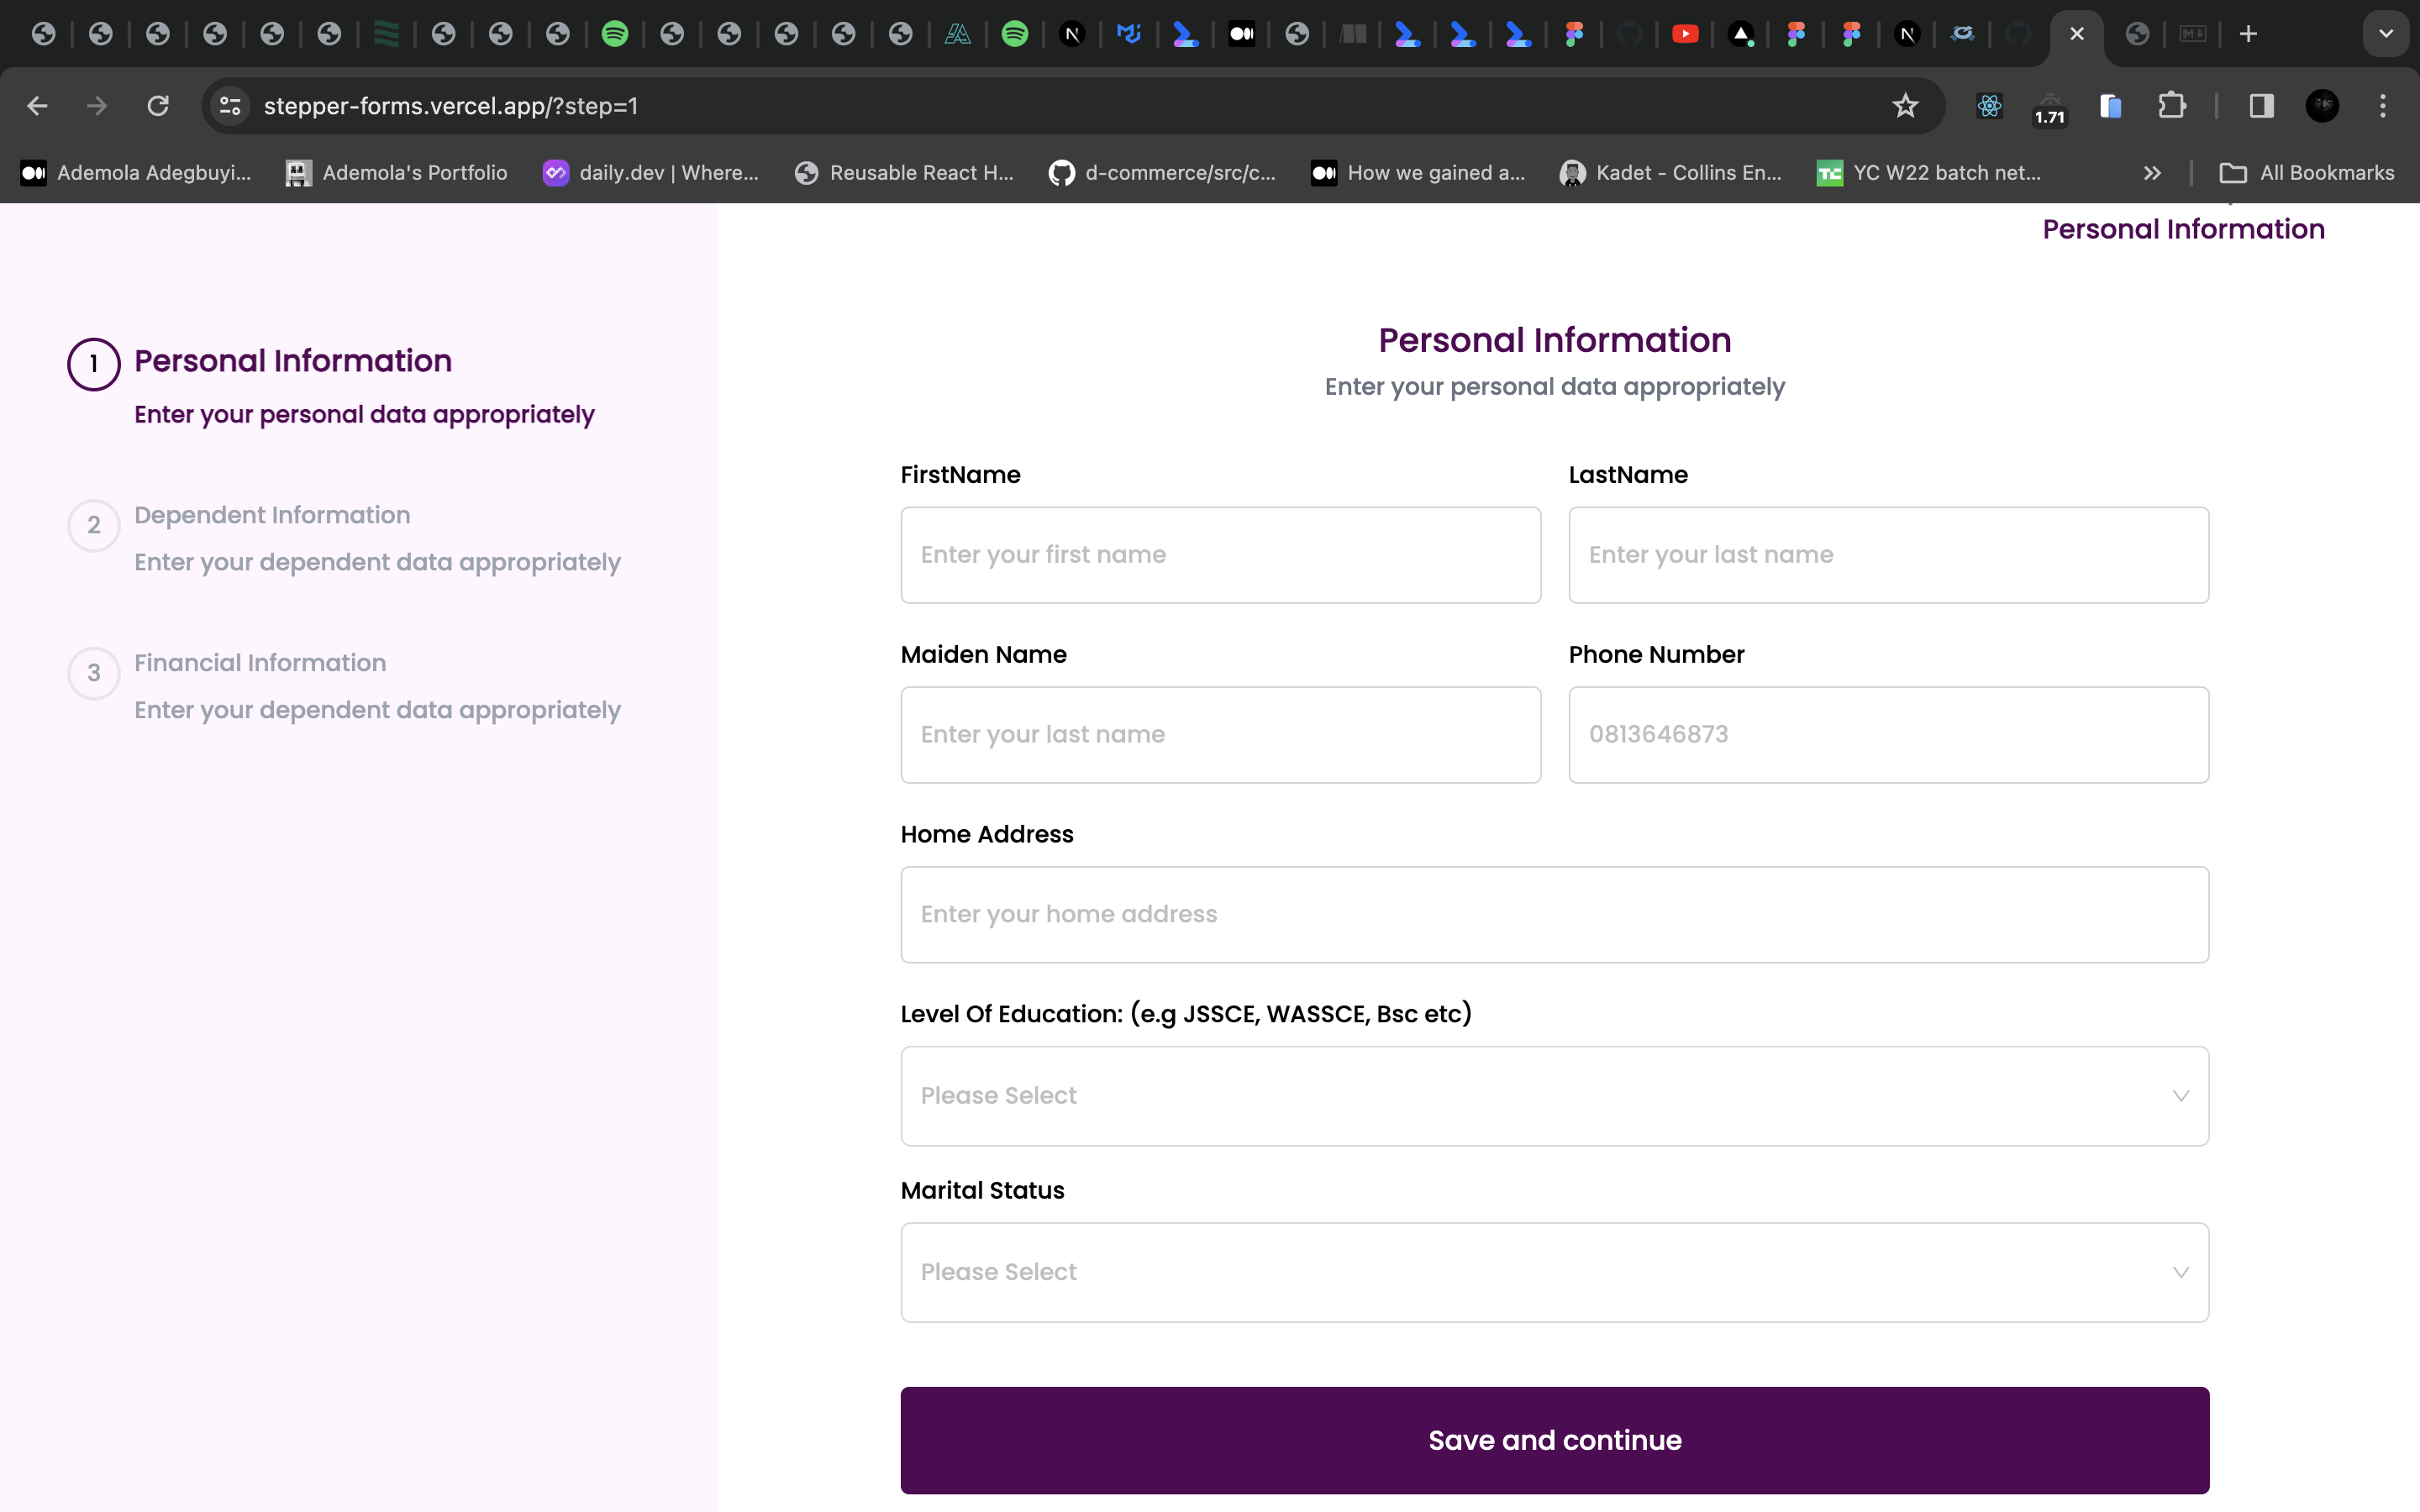 stepper-forms.vercel.app/?step=1
1.71
Ademola Adegbuyi...
Ademola's Portfolio
daily.dev | Where...
Reusable React H...
d-commerce/src/c...
How we gained a...
Kadet - Collins En...
YC W22 batch net...
All Bookmarks
Personal Information
1
Personal Information
Enter your personal data appropriately
2
Dependent Information
Enter your dependent data appropriately
3
Financial Information
Enter your dependent data appropriately
Personal Information
Enter your personal data appropriately
FirstName
LastName
Enter your first name
Enter your last name
Maiden Name
Phone Number
Enter your last name
0813646873
Home Address
Enter your home address
Level Of Education: (e.g JSSCE, WASSCE, Bsc etc)
Please Select
Marital Status
Please Select
Save and continue